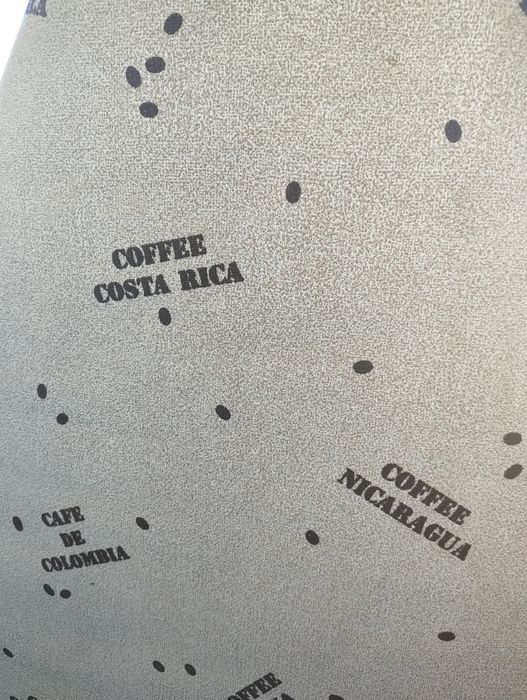 COFFEE
COSTA RICA
COFFEE
NICARAGUA
CAFE
DE
COLOMBIA